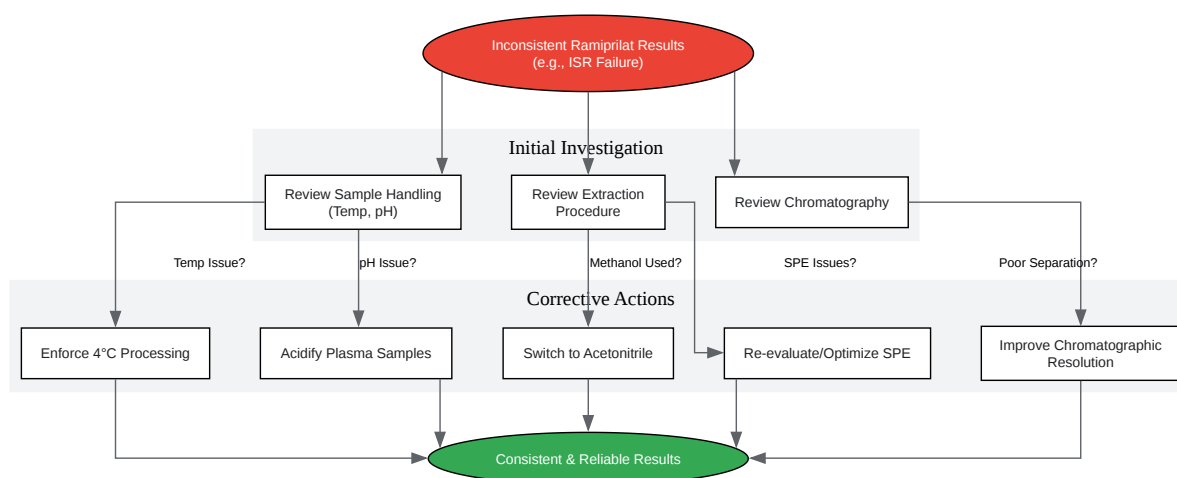 Inconsistent Ramiprilat Results
(e.g., ISR Failure)
Initial Investigation
Review Sample Handling
(Temp, pH)
Review Extraction
Procedure
Review Chromatography
Temp Issue?
pH Issue?
Methanol Used?
SPE Issues?
Poor Separation?
Corrective Actions
Enforce 4°C Processing
Acidify Plasma Samples
Switch to Acetonitrile
Re-evaluate/Optimize SPE
Improve Chromatographic
Resolution
Consistent & Reliable Results